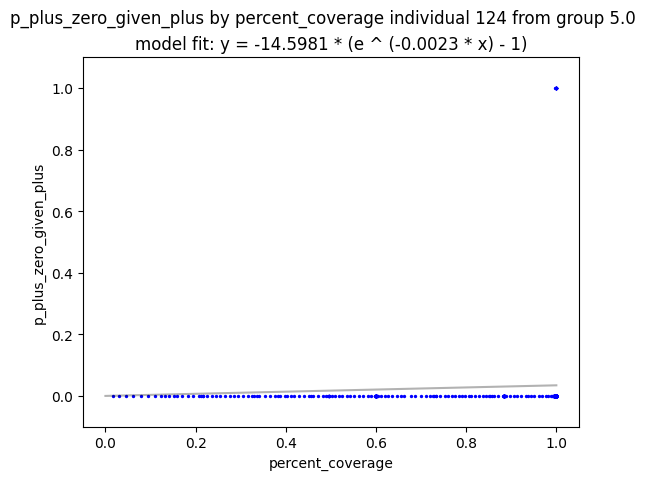 p_plus_zero_given_plus by percent_coverage individual 124 from group 5.0
model fit: y = -14.5981 * (e ^ (-0.0023 * x) - 1)
1.0
0.8
0.6
0.4
0.2
0.0
p_plus_zero_given_plus
0.0 0.2 0.4 0.6 0.8 1.0
percent_coverage